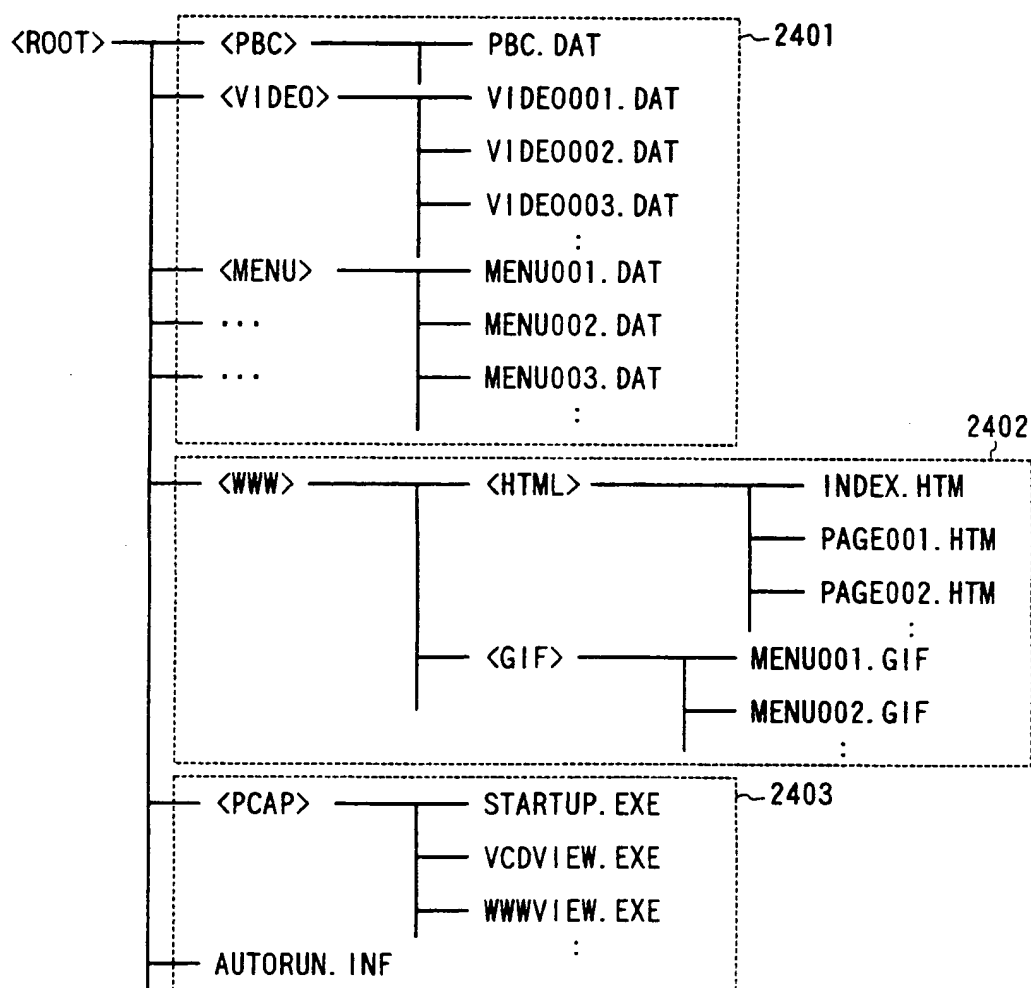 <ROOT> <PBC> PBC.DAT 2401
<VIDEO> VIDEO001.DAT
VIDEO002.DAT
VIDEO003.DAT
:
<MENU> MENU001.DAT
... MENU002.DAT
... MENU003.DAT
:
2402
<WWW> <HTML> INDEX.HTM
PAGE001.HTM
PAGE002.HTM
:
<GIF> MENU001.GIF
MENU002.GIF
:
<PCAP> STARTUP.EXE 2403
VCDVIEW.EXE
WWWVIEW.EXE
:
AUTORUN.INF